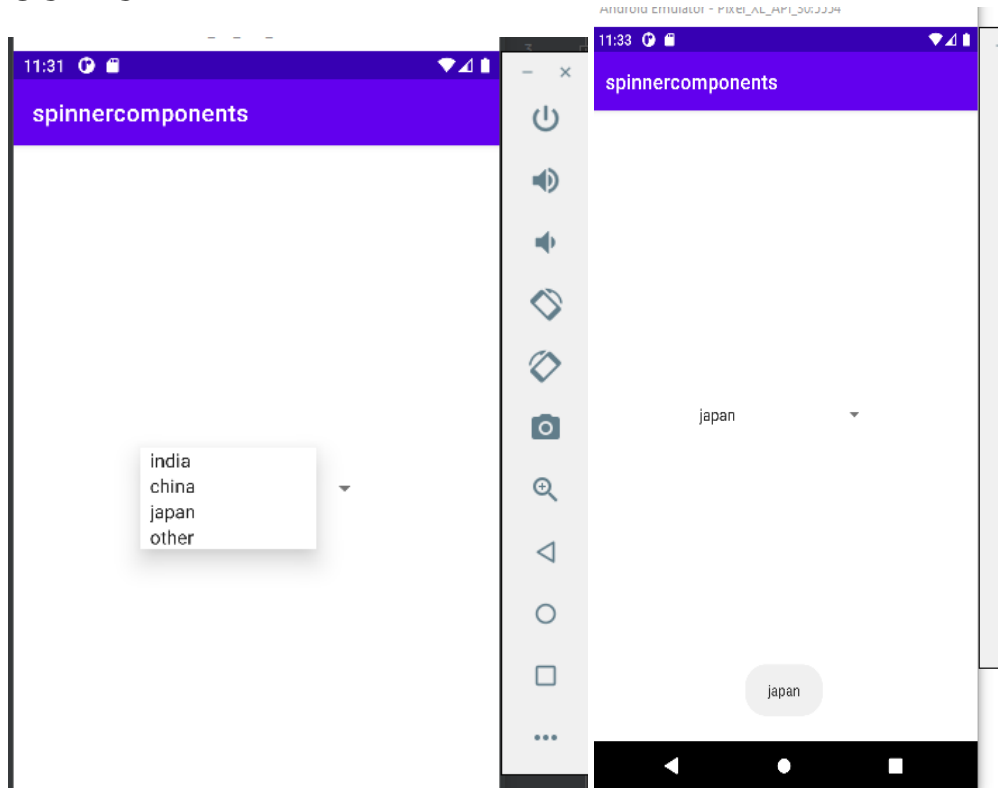 11:31
spinnercomponents
india
china
japan
other
Android Emulator - Pixel_XL_API_30:5554
11:33
spinnercomponents
japan
japan